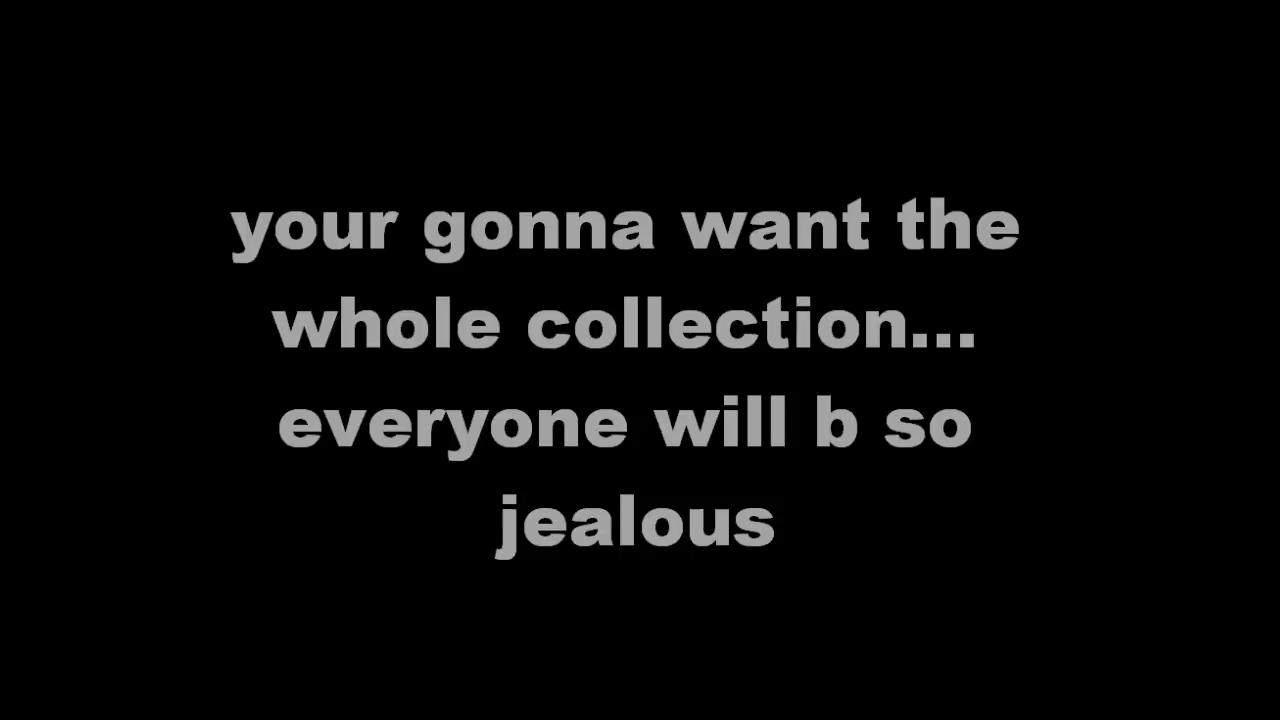 your gonna want the
whole collection...
everyone will b so
jealous